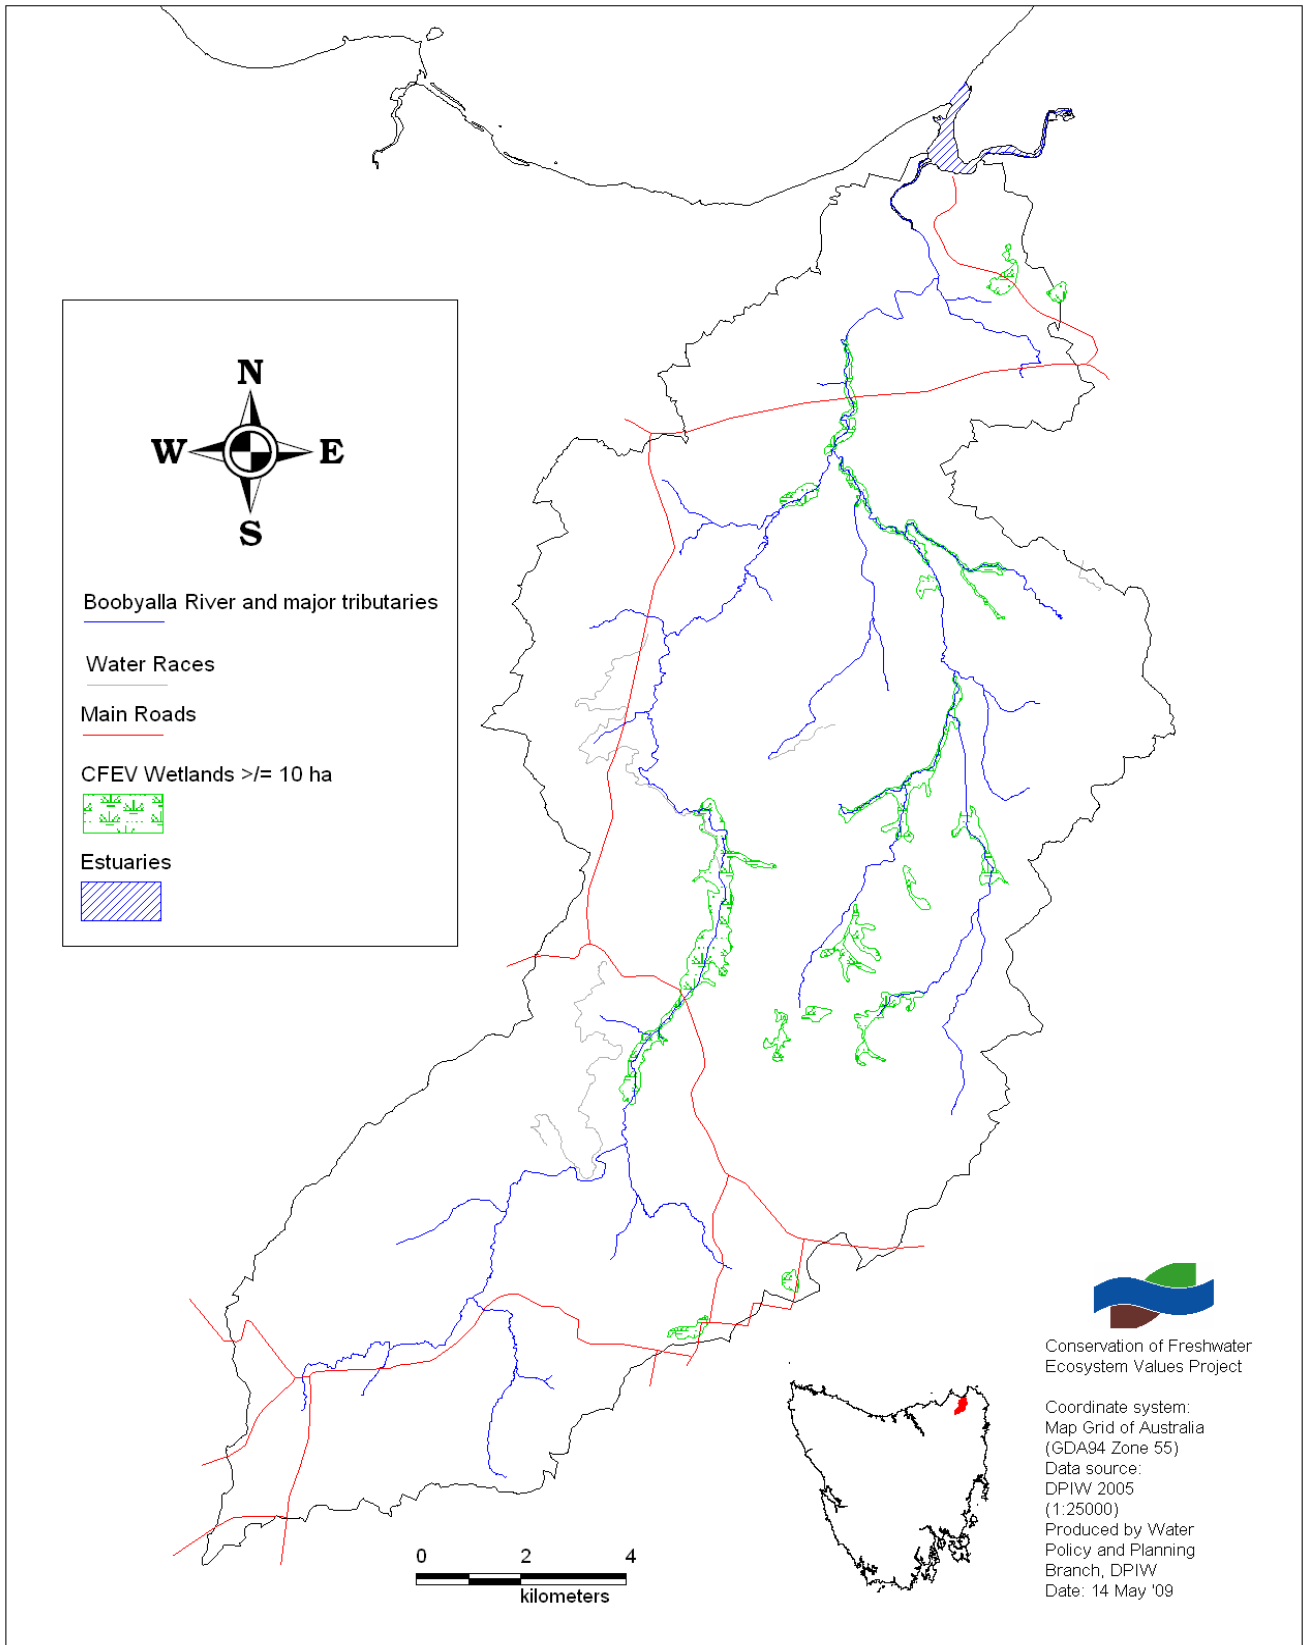 N
W E
S
Boobyalla River and major tributaries
Water Races
Main Roads
CFEV Wetlands >/= 10 ha
Estuaries
0 2 4
kilometers
Conservation of Freshwater
Ecosystem Values Project
Coordinate system:
Map Grid of Australia
(GDA94 Zone 55)
Data source:
DPIW 2005
(1:25000)
Produced by Water
Policy and Planning
Branch, DPIW
Date: 14 May '09